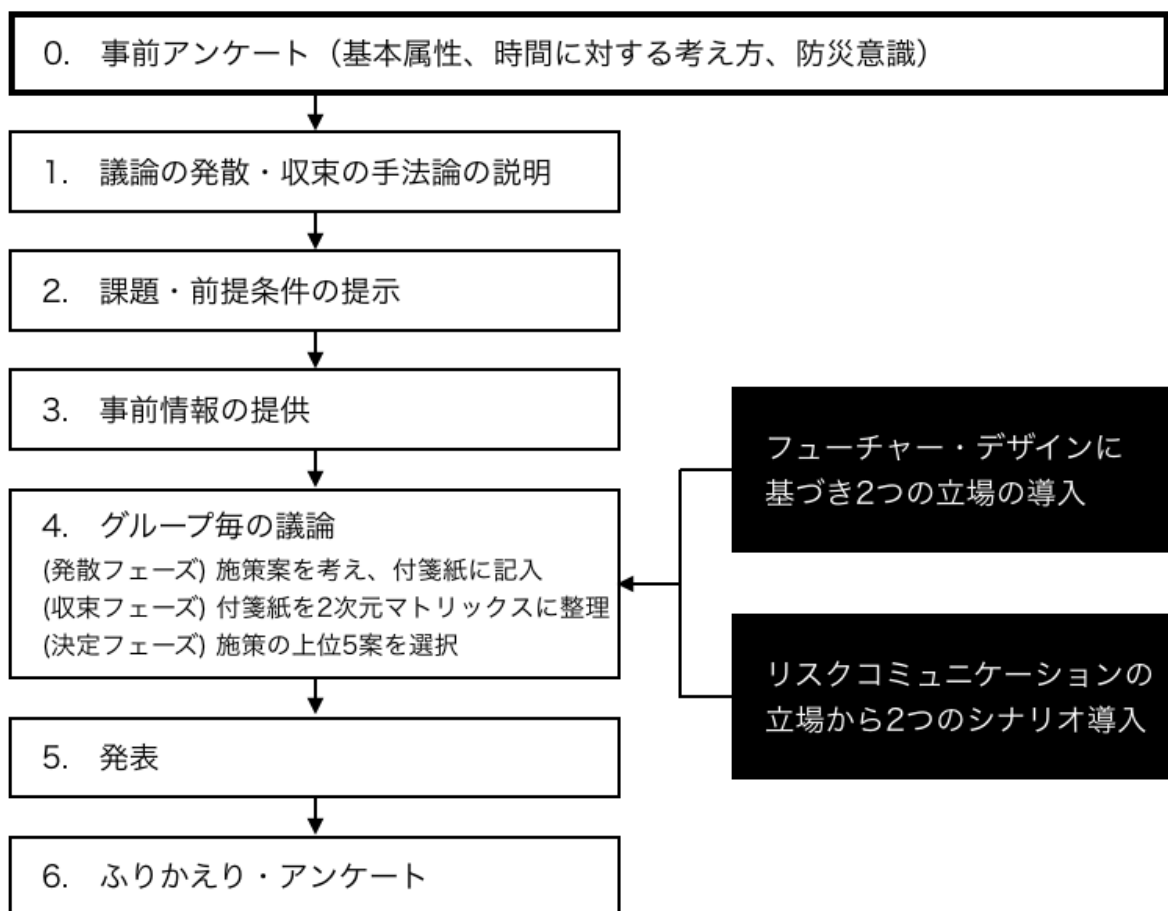 0. 事前アンケート（基本属性、時間に対する考え方、防災意識）
1. 議論の発散・収束の手法論の説明
2. 課題・前提条件の提示
3. 事前情報の提供
4. グループ毎の議論
(発散フェーズ) 施策案を考え、付箋紙に記入
(収束フェーズ) 付箋紙を2次元マトリックスに整理
(決定フェーズ) 施策の上位5案を選択
フューチャー・デザインに
基づき2つの立場の導入
リスクコミュニケーションの
立場から2つのシナリオ導入
5. 発表
6. ふりかえり・アンケート